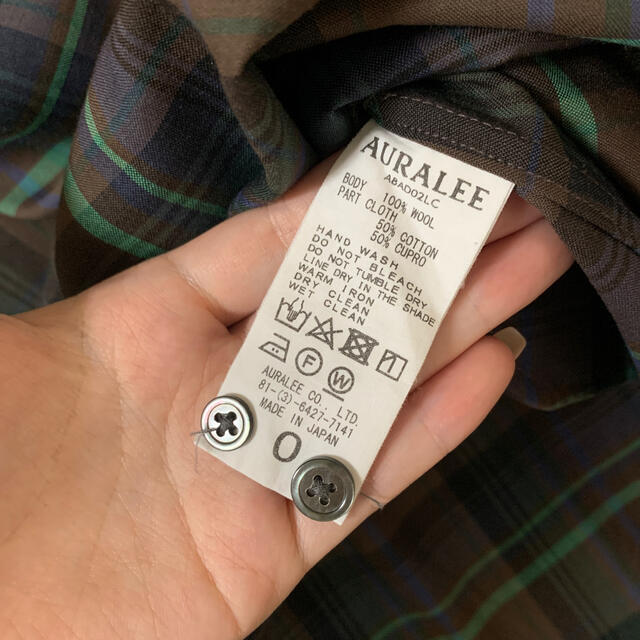 AURALEE
A8AD02LC
BODY 100% WOOL
PART CLOTH
50% COTTON
50% CUPRO
HAND WASH
DO NOT BLEACH
DO NOT TUMBLE DRY
LINE DRY IN THE SHADE
WARM IRON
DRY CLEAN
WET CLEAN
F W
AURALEE CO., LTD.
81-(3)-6427-7141
MADE IN JAPAN
0